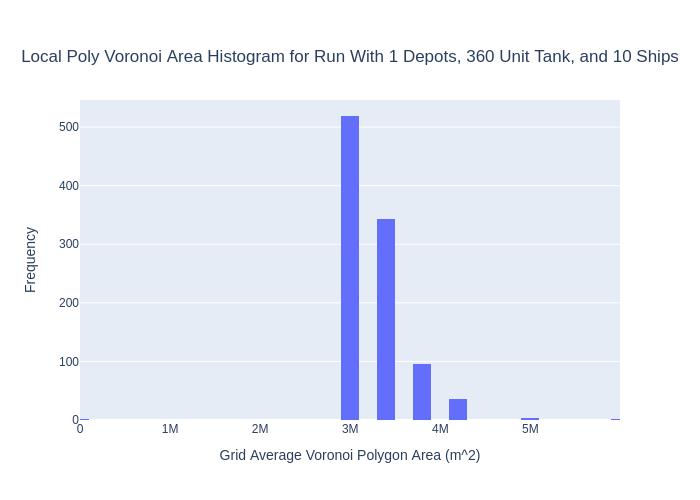 Local Poly Voronoi Area Histogram for Run With 1 Depots, 360 Unit Tank, and 10 Ships
500
400
300
200
100
0
Frequency
0 1M 2M 3M 4M 5M
Grid Average Voronoi Polygon Area (m^2)